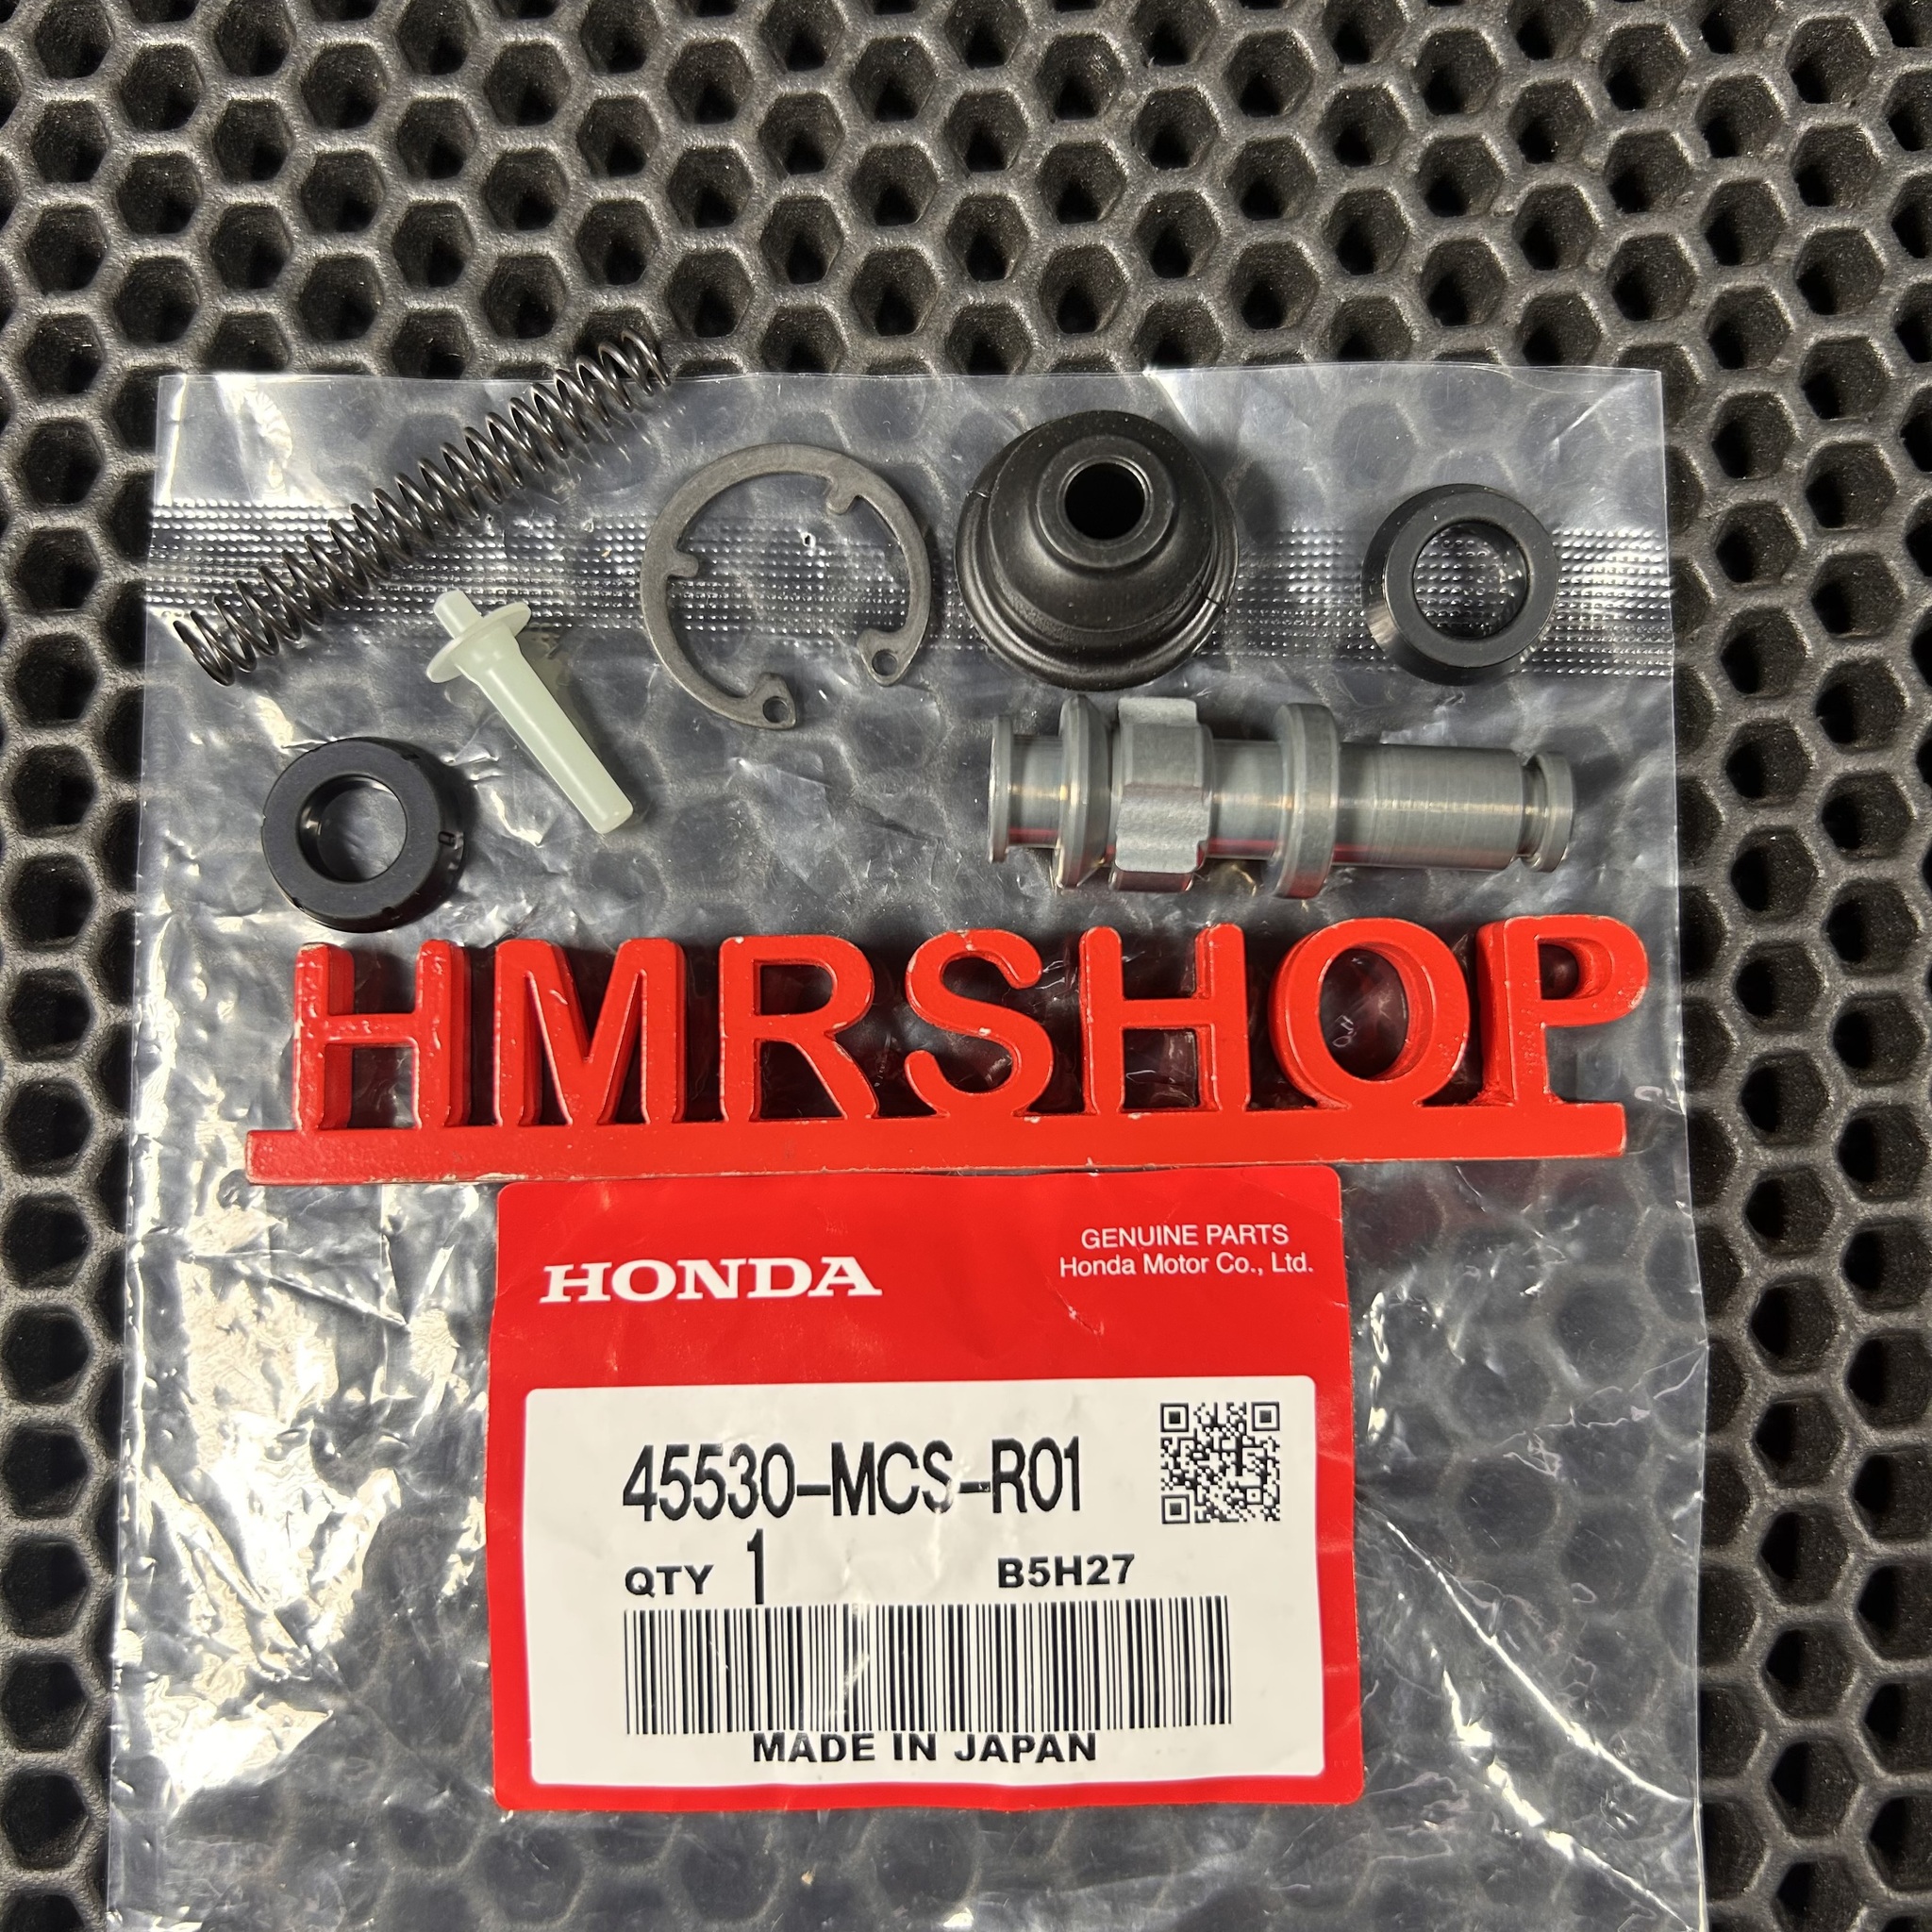 HMRSHOP
HONDA
GENUINE PARTS
Honda Motor Co., Ltd.
45530-MCS-R01
QTY 1
B5H27
MADE IN JAPAN